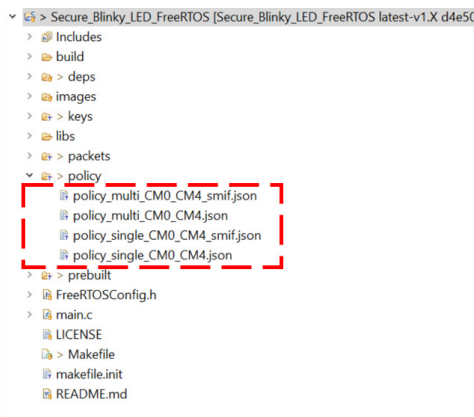 > Secure_Blinky_LED_FreeRTOS [Secure_Blinky_LED_FreeRTOS latest-v1.X d4e50
> Includes
> build
> > deps
> images
> > keys
> libs
> > packets
> policy
policy_multi_CM0_CM4_smif.json
policy_multi_CM0_CM4.json
policy_single_CM0_CM4_smif.json
policy_single_CM0_CM4.json
> > prebuilt
> FreeRTOSConfig.h
> main.c
LICENSE
> Makefile
makefile.init
README.md